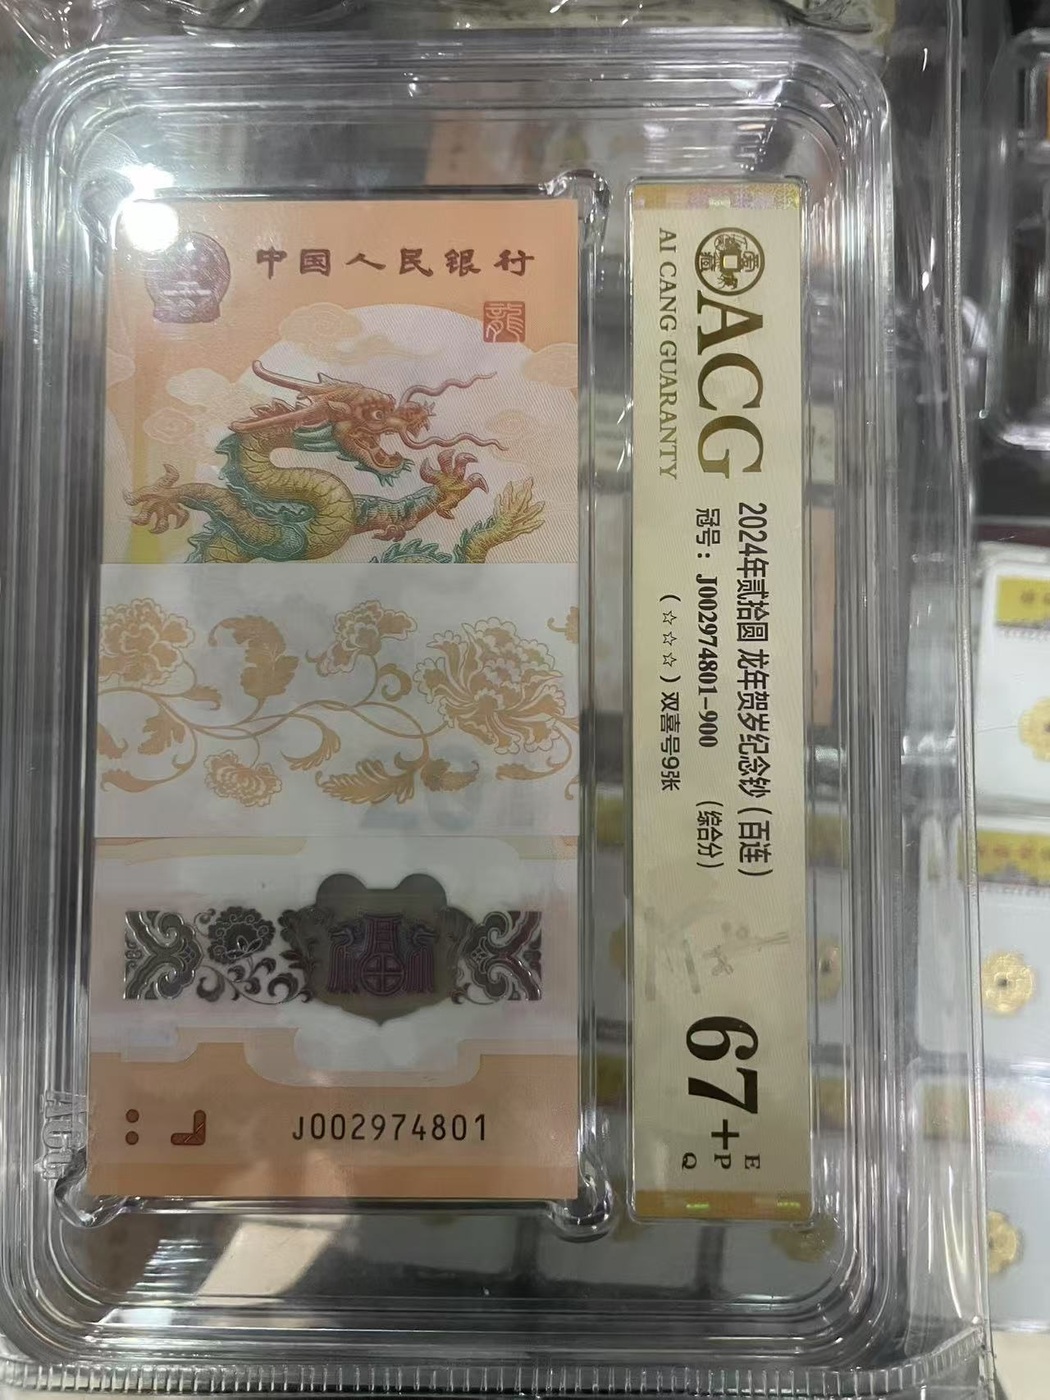 中国人民银行
龍
J002974801
ACG
AI CANG GUARANTY
2024年贰拾圆 龙年贺岁纪念钞（百连）
冠号：J002974801-900 （综合分）
（☆☆☆）双喜号9张
67+
E
P
Q